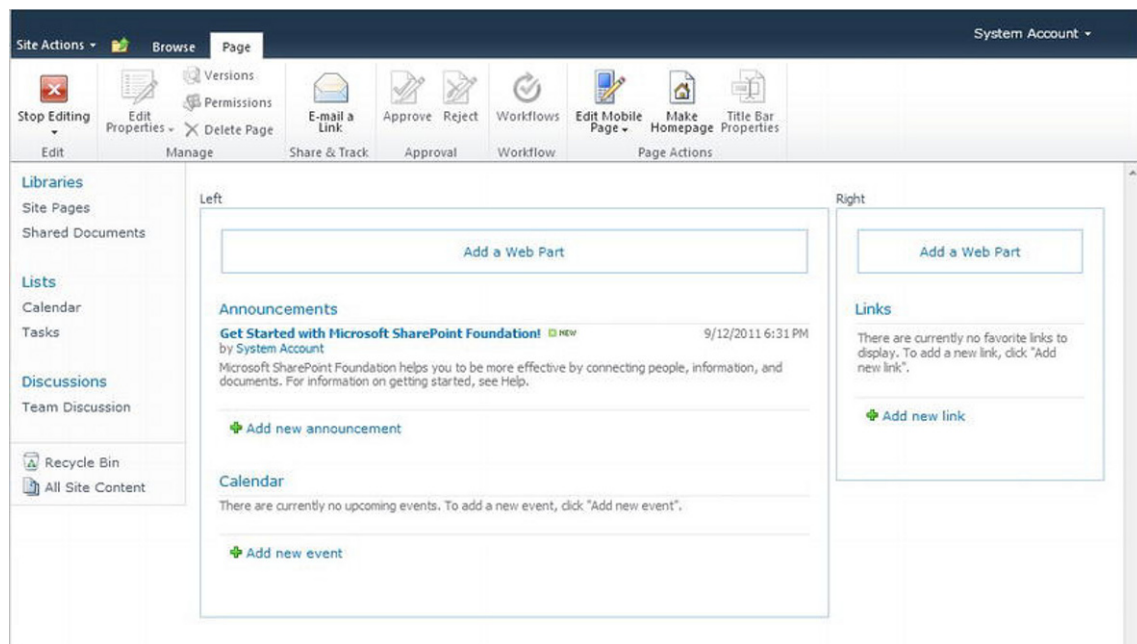 System Account
Site Actions Browse Page
Versions
Permissions
Delete Page
Stop Editing
Edit Properties
E-mail a Link
Approve Reject
Workflows
Edit Mobile Page
Make Homepage
Title Bar Properties
Edit Manage Share & Track Approval Workflow Page Actions
Libraries
Site Pages
Shared Documents
Lists
Calendar
Tasks
Discussions
Team Discussion
Recycle Bin
All Site Content
Left
Add a Web Part
Announcements
Get Started with Microsoft SharePoint Foundation! NEW 9/12/2011 6:31 PM
by System Account
Microsoft SharePoint Foundation helps you to be more effective by connecting people, information, and
documents. For information on getting started, see Help.
Add new announcement
Calendar
There are currently no upcoming events. To add a new event, click "Add new event".
Add new event
Right
Add a Web Part
Links
There are currently no favorite links to
display. To add a new link, click "Add
new link".
Add new link